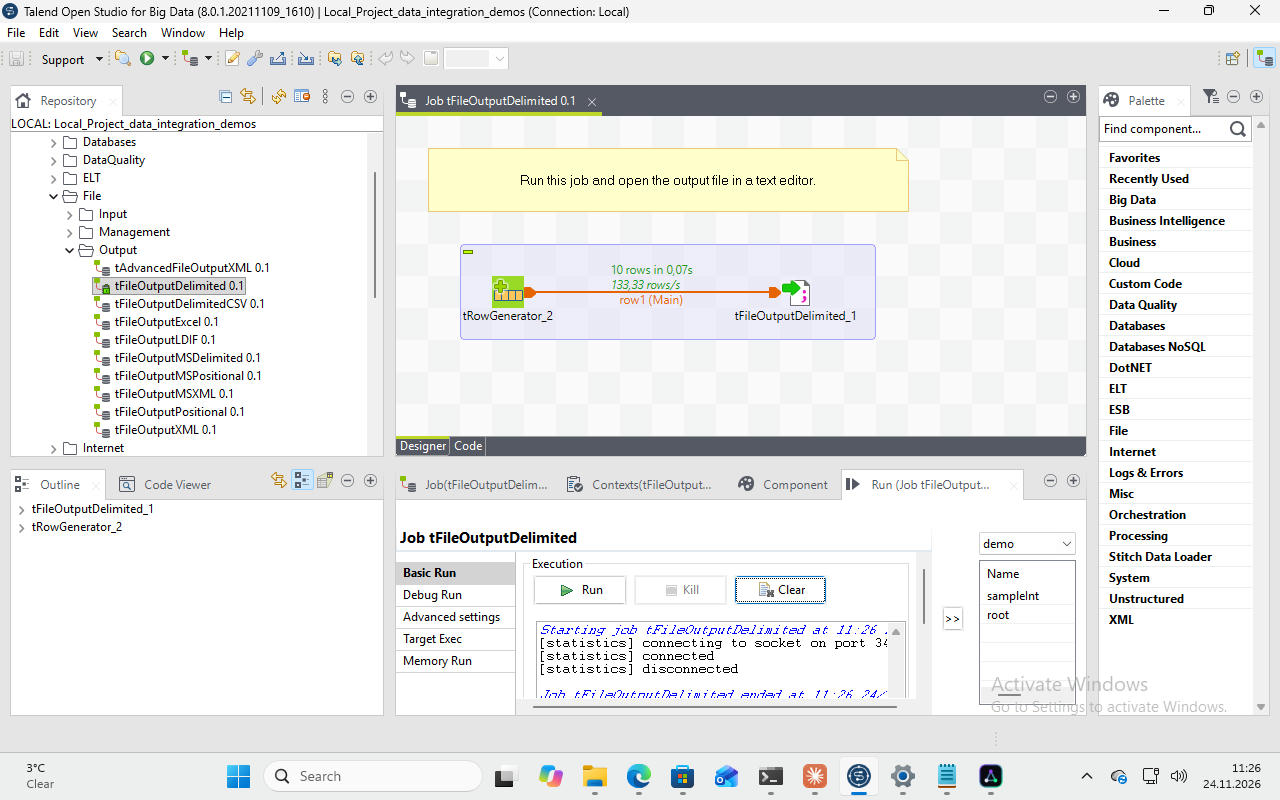 Talend Open Studio for Big Data (8.0.1.20211109_1610) | Local_Project_data_integration_demos (Connection: Local)
File Edit View Search Window Help
Support
Repository
LOCAL: Local_Project_data_integration_demos
Databases
DataQuality
ELT
File
Input
Management
Output
tAdvancedFileOutputXML 0.1
tFileOutputDelimited 0.1
tFileOutputDelimitedCSV 0.1
tFileOutputExcel 0.1
tFileOutputLDIF 0.1
tFileOutputMSDelimited 0.1
tFileOutputMSPositional 0.1
tFileOutputMSXML 0.1
tFileOutputPositional 0.1
tFileOutputXML 0.1
Internet
Job tFileOutputDelimited 0.1
Run this job and open the output file in a text editor.
10 rows in 0,07s
133,33 rows/s
row1 (Main)
tRowGenerator_2
tFileOutputDelimited_1
Designer Code
Palette
Find component...
Favorites
Recently Used
Big Data
Business Intelligence
Business
Cloud
Custom Code
Data Quality
Databases
Databases NoSQL
DotNET
ELT
ESB
File
Internet
Logs & Errors
Misc
Orchestration
Processing
Stitch Data Loader
System
Unstructured
XML
Outline Code Viewer
tFileOutputDelimited_1
tRowGenerator_2
Job(tFileOutputDelim... Contexts(tFileOutput... Component Run (Job tFileOutput...
Job tFileOutputDelimited
Basic Run
Debug Run
Advanced settings
Target Exec
Memory Run
Execution
Run Kill Clear
Starting job tFileOutputDelimited at 11:26
[statistics] connecting to socket on port 34
[statistics] connected
[statistics] disconnected
Job tFileOutputDelimited ended at 11:26 24/
>>
demo
Name
sampleInt
root
Activate Windows
Go to Settings to activate Windows.
3°C
Clear
Search
11:26
24.11.2026